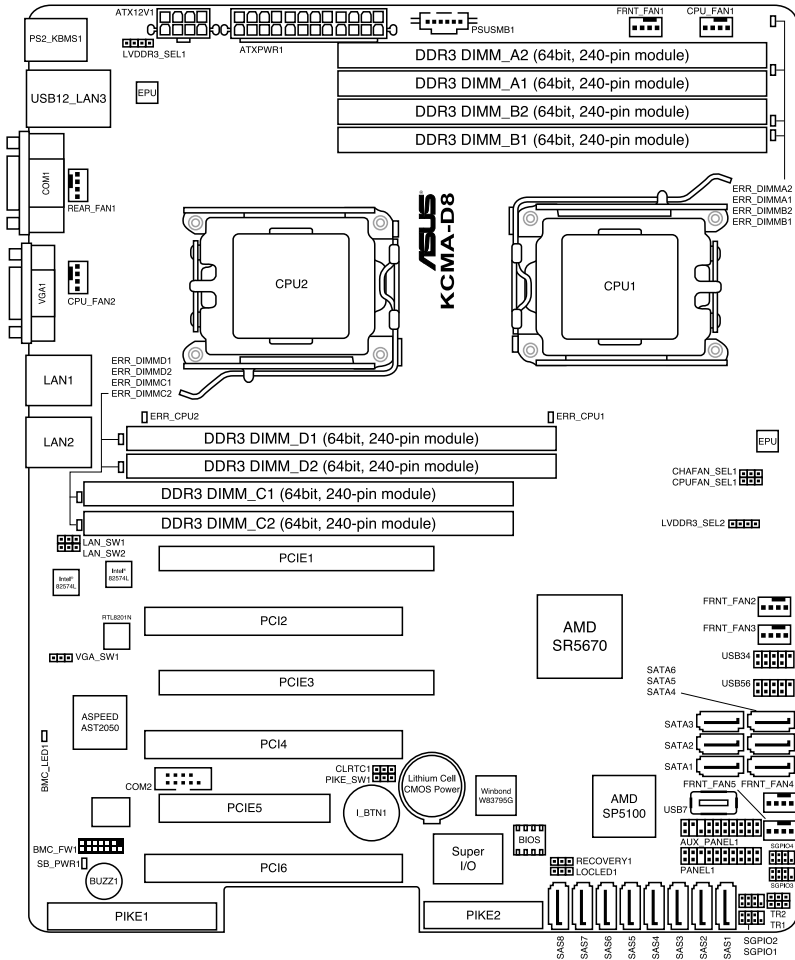 ATX12V1
FRNT_FAN1
CPU_FAN1
PS2_KBMS1
PSUSMB1
LVDDR3_SEL1
ATXPWR1
DDR3 DIMM_A2 (64bit, 240-pin module)
DDR3 DIMM_A1 (64bit, 240-pin module)
USB12_LAN3
EPU
DDR3 DIMM_B2 (64bit, 240-pin module)
DDR3 DIMM_B1 (64bit, 240-pin module)
COM1
REAR_FAN1
ERR_DIMMA2
ERR_DIMMA1
ERR_DIMMB2
ERR_DIMMB1
ASUS
KCMA-D8
CPU2
CPU1
VGA1
CPU_FAN2
ERR_DIMMD1
ERR_DIMMD2
ERR_DIMMC1
ERR_DIMMC2
LAN1
ERR_CPU2
ERR_CPU1
LAN2
DDR3 DIMM_D1 (64bit, 240-pin module)
EPU
DDR3 DIMM_D2 (64bit, 240-pin module)
CHAFAN_SEL1
CPUFAN_SEL1
DDR3 DIMM_C1 (64bit, 240-pin module)
DDR3 DIMM_C2 (64bit, 240-pin module)
LVDDR3_SEL2
LAN_SW1
LAN_SW2
PCIE1
Intel®
82574L
Intel®
82574L
RTL8201N
PCI2
AMD
SR5670
FRNT_FAN2
FRNT_FAN3
VGA_SW1
USB34
PCIE3
SATA6
SATA5
SATA4
USB56
ASPEED
AST2050
SATA3
BMC_LED1
PCI4
SATA2
SATA1
COM2
CLRTC1
PIKE_SW1
Lithium Cell
CMOS Power
Winbond
W83795G
FRNT_FAN5
FRNT_FAN4
PCIE5
I_BTN1
AMD
SP5100
USB7
BIOS
AUX_PANEL1
BMC_FW1
SB_PWR1
Super
I/O
SGPIO4
PCI6
RECOVERY1
LOCLED1
PANEL1
SGPIO3
BUZZ1
PIKE1
PIKE2
TR2
TR1
SAS8
SAS7
SAS6
SAS5
SAS4
SAS3
SAS2
SAS1
SGPIO2
SGPIO1